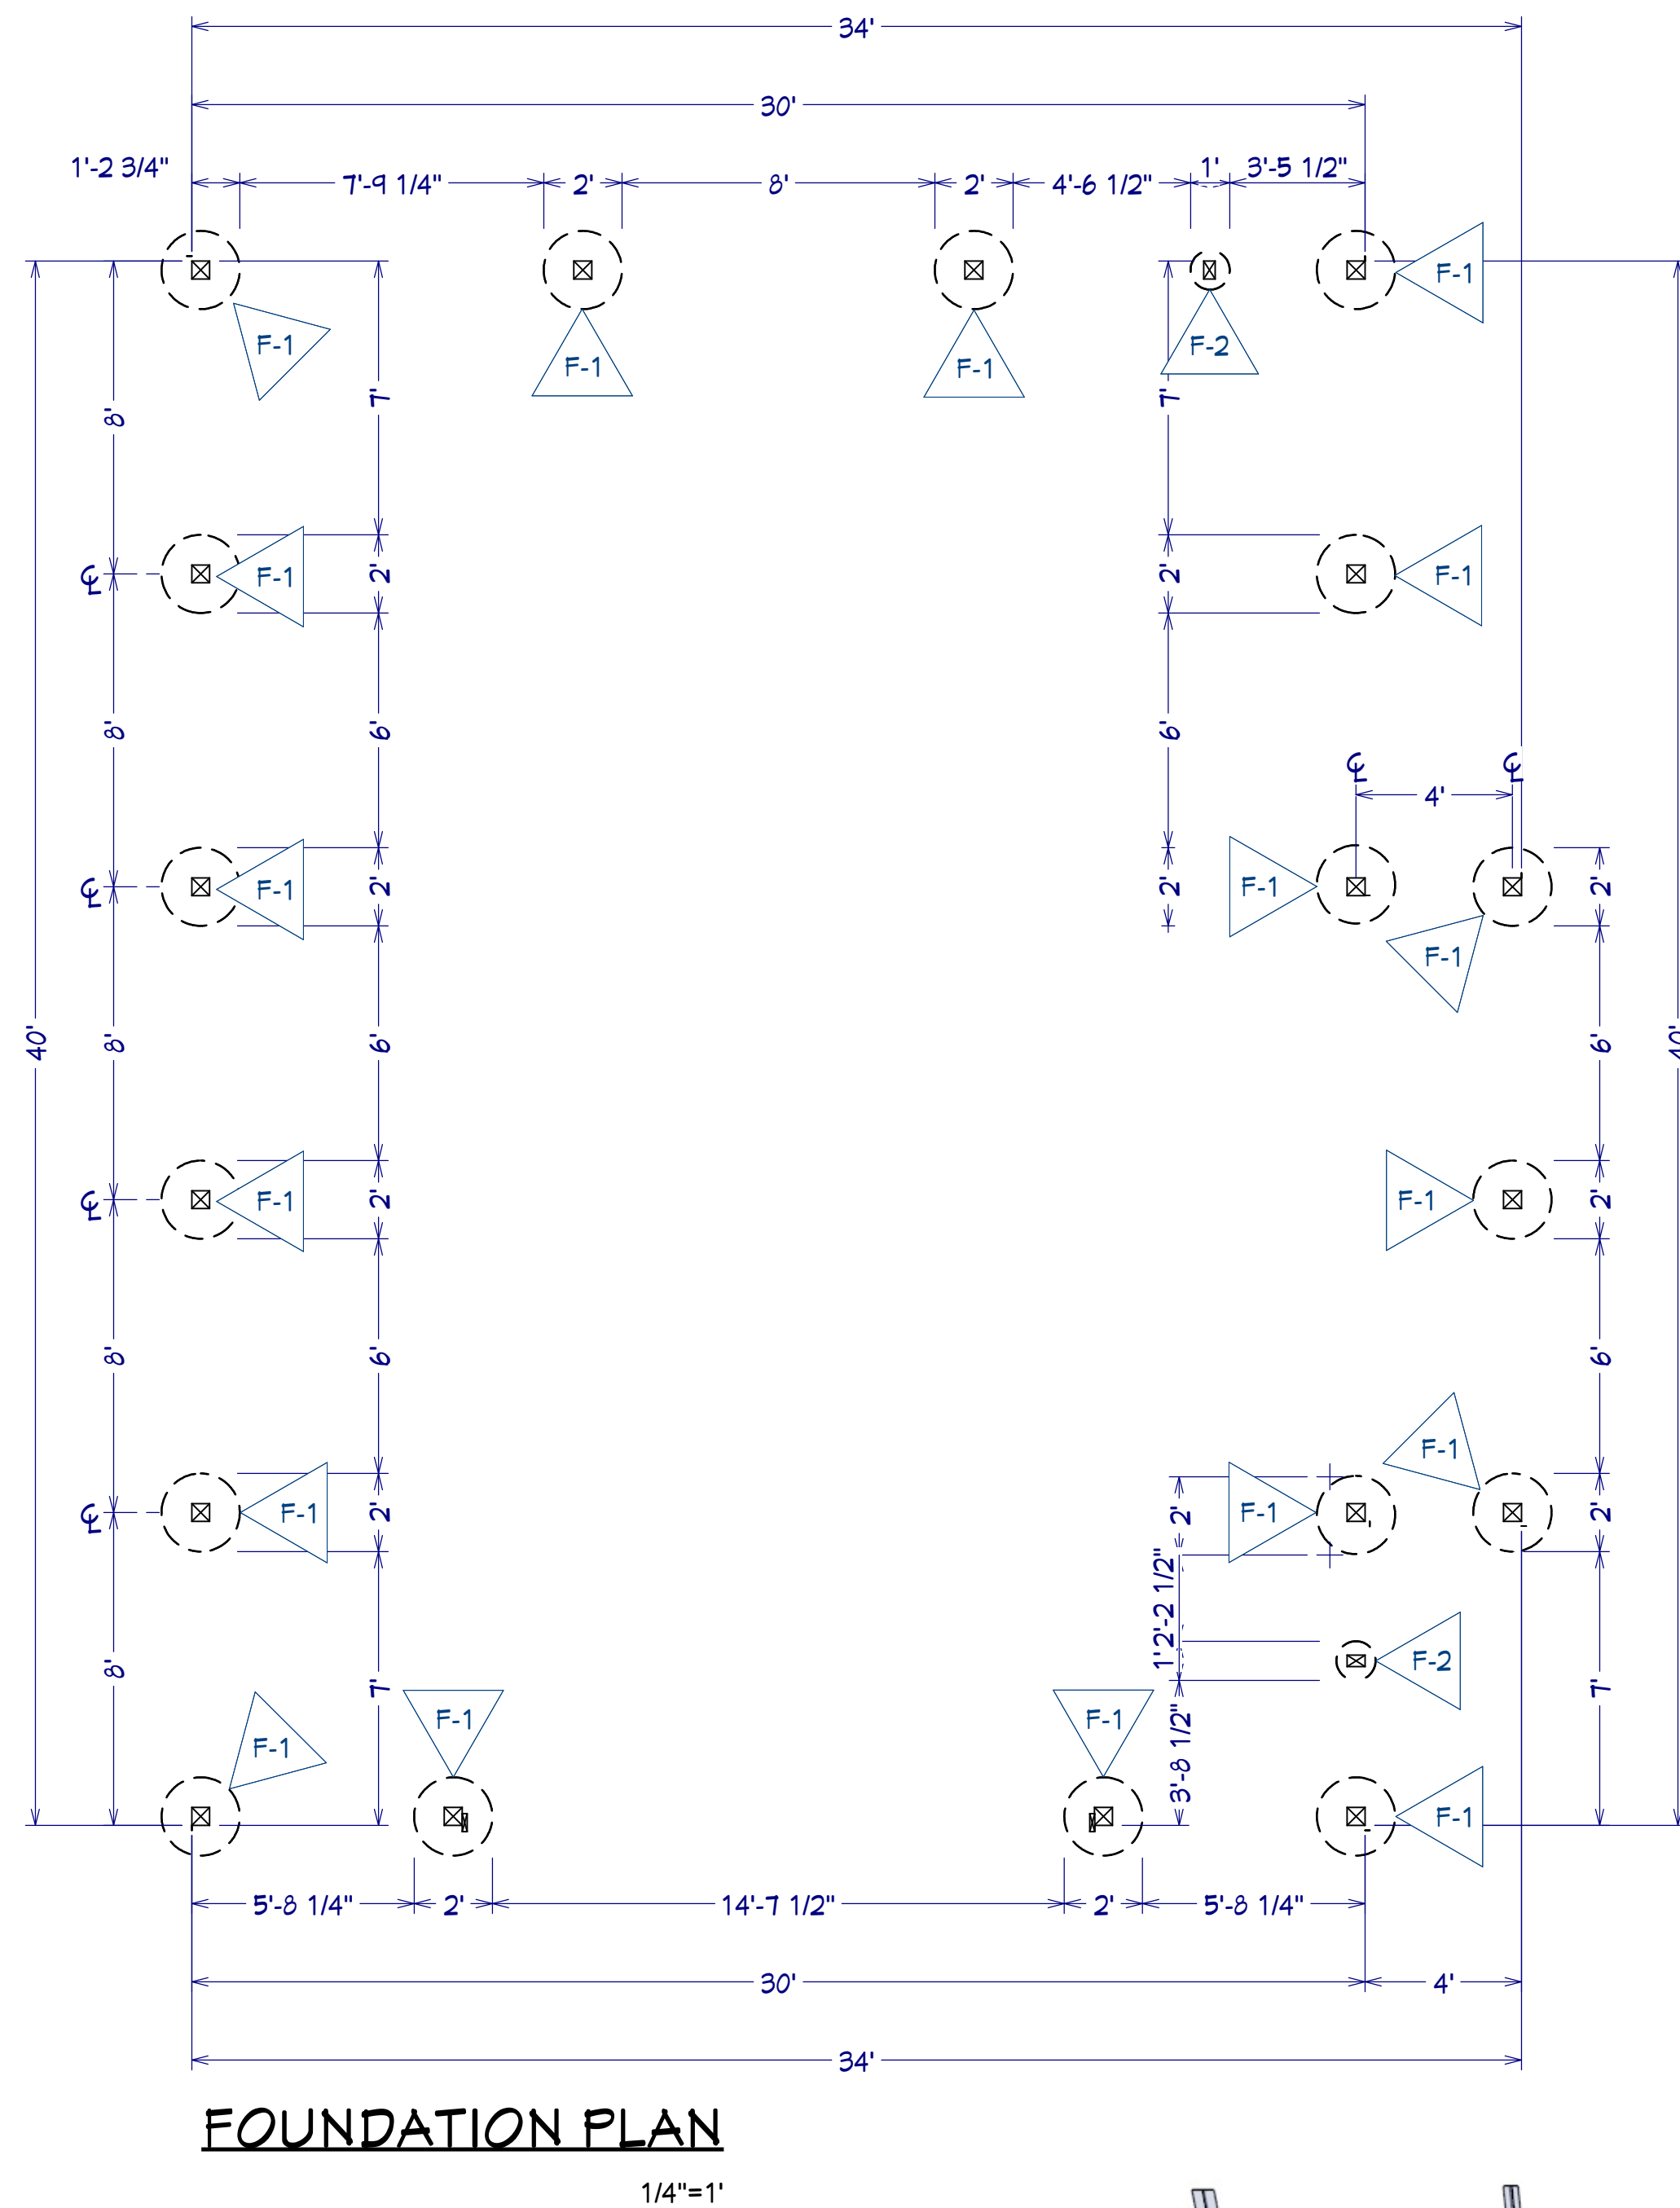 34'
30'
1'-2 3/4" 7'-9 1/4" 2' 8' 2' 4'-6 1/2" 1' 3'-5 1/2"
F-1
F-1 F-1 F-1 F-2
8' 7' 7'
℄ F-1 2' 2' F-1
8' 6' 6'
℄ ℄
4'
℄ F-1 2' 2' F-1 2'
F-1
40' 8' 6' 6' 40'
℄ F-1 2' F-1 2'
8' 6' 6'
F-1
℄ F-1 2' 2' F-1 2'
2'-2 1/2"
1' F-2
8' 7' 7'
F-1 F-1 F-1 3'-8 1/2"
F-1
5'-8 1/4" 2' 14'-7 1/2" 2' 5'-8 1/4"
30' 4'
34'
FOUNDATION PLAN
1/4"=1'